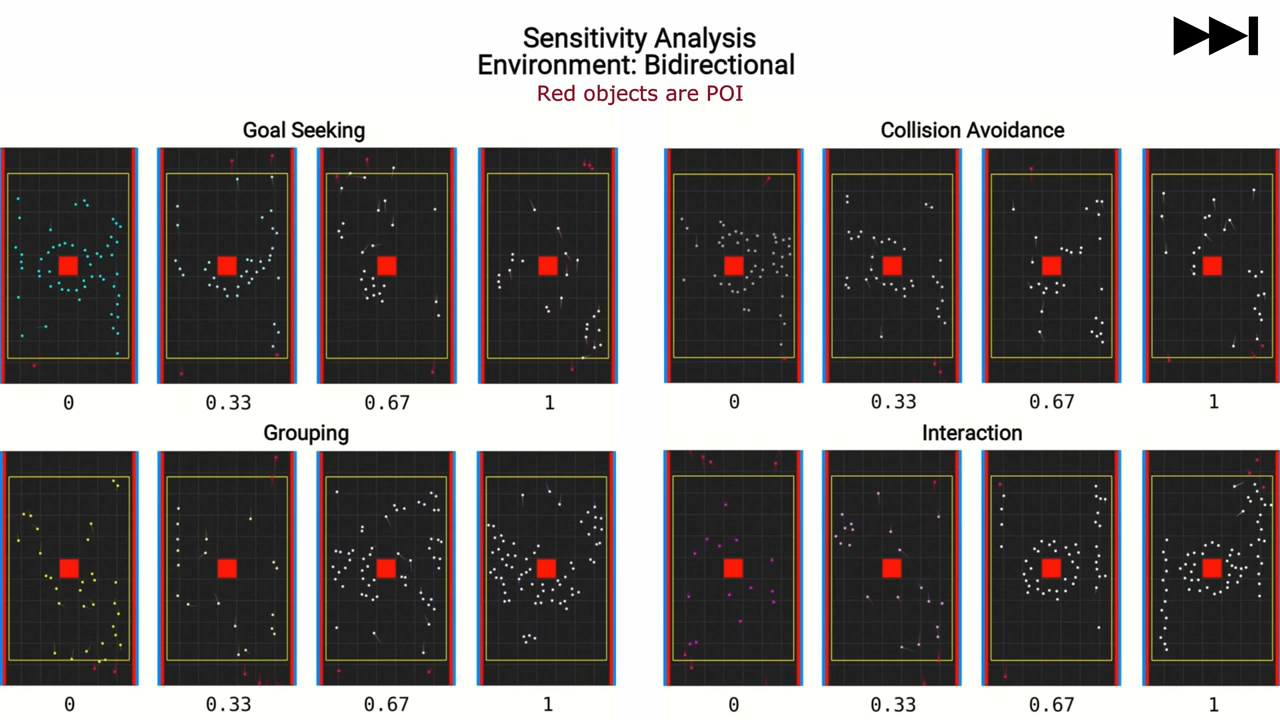 Sensitivity Analysis
Environment: Bidirectional
Red objects are POI
Goal Seeking
0
0.33
0.67
1
Collision Avoidance
0
0.33
0.67
1
Grouping
0
0.33
0.67
1
Interaction
0
0.33
0.67
1